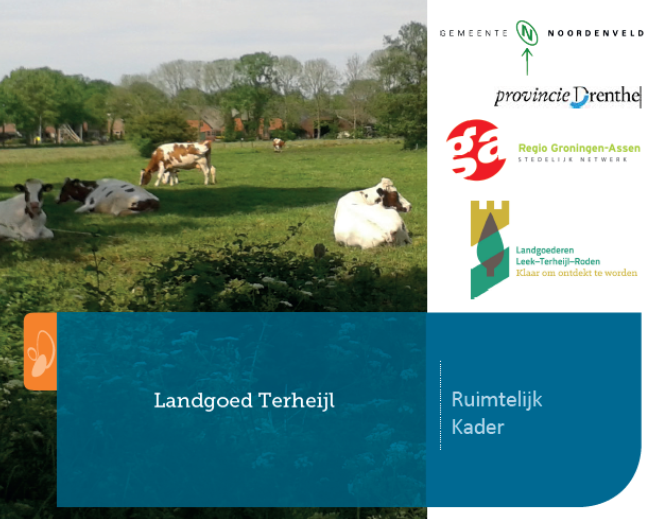 GEMEENTE N NOORDENVELD
provincie Drenthe
ga
Regio Groningen-Assen
STEDELIJK NETWERK
Landgoederen
Leek-Terheijl-Roden
Klaar om ontdekt te worden
Landgoed Terheijl
Ruimtelijk
Kader